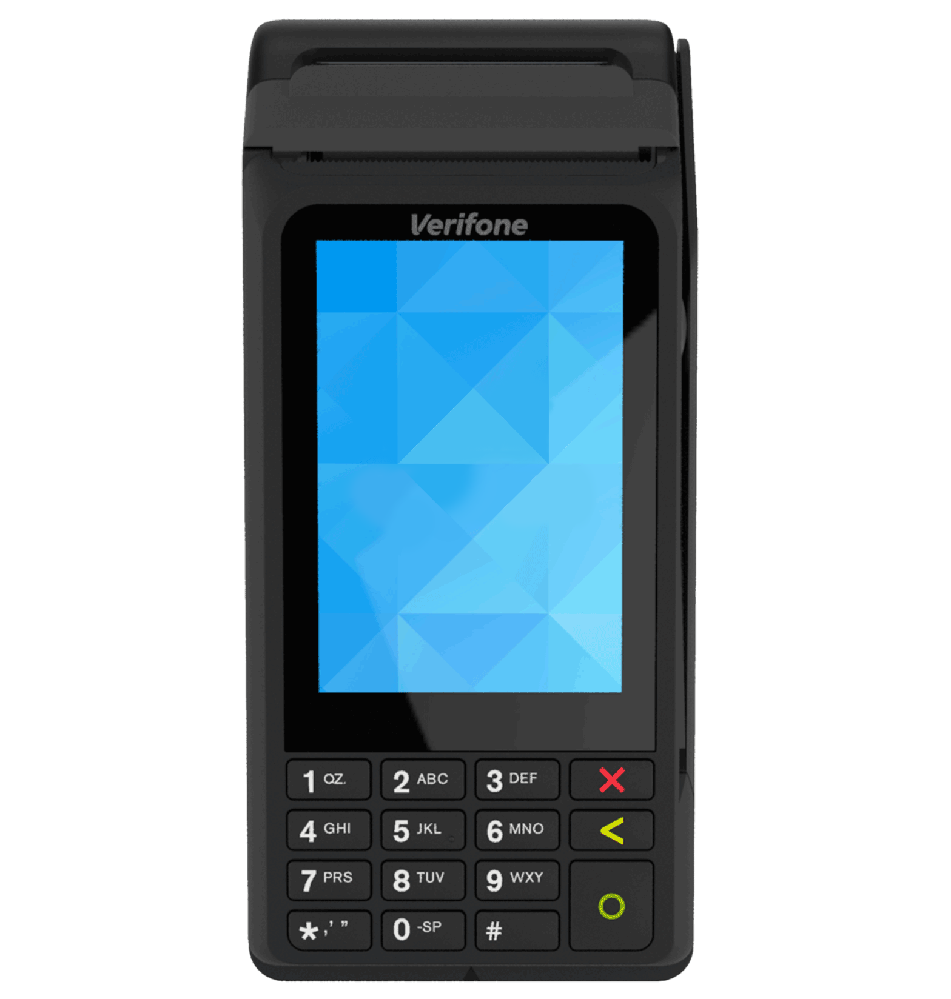 Verifone
1 QZ.
2 ABC
3 DEF
4 GHI
5 JKL
6 MNO
<
7 PRS
8 TUV
9 WXY
* ,' "
0 -SP
#